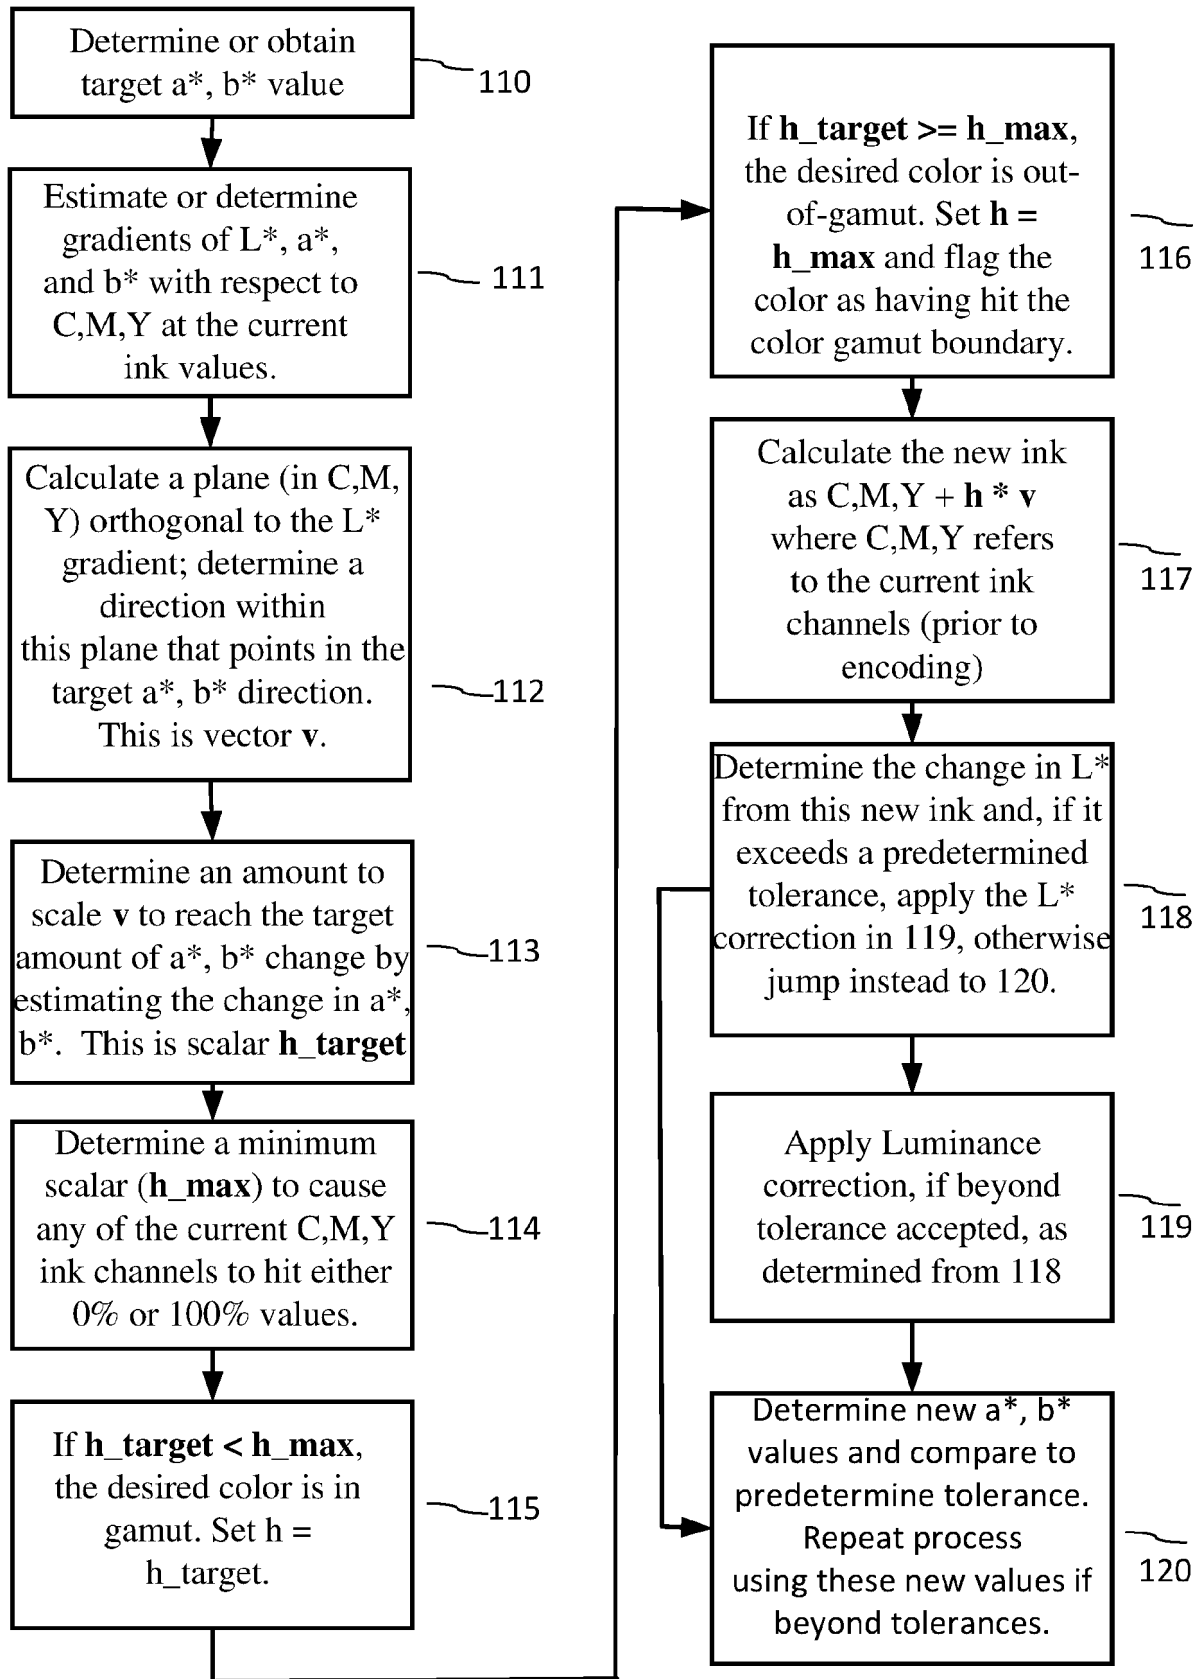 Determine or obtain
target a*, b* value
110
Estimate or determine
gradients of L*, a*,
and b* with respect to
C,M,Y at the current
ink values.
111
Calculate a plane (in C,M,
Y) orthogonal to the L*
gradient; determine a
direction within
this plane that points in the
target a*, b* direction.
This is vector v.
112
Determine an amount to
scale v to reach the target
amount of a*, b* change by
estimating the change in a*,
b*. This is scalar h_target
113
Determine a minimum
scalar (h_max) to cause
any of the current C,M,Y
ink channels to hit either
0% or 100% values.
114
If h_target < h_max,
the desired color is in
gamut. Set h =
h_target.
115
If h_target >= h_max,
the desired color is out-
of-gamut. Set h =
h_max and flag the
color as having hit the
color gamut boundary.
116
Calculate the new ink
as C,M,Y + h * v
where C,M,Y refers
to the current ink
channels (prior to
encoding)
117
Determine the change in L*
from this new ink and, if it
exceeds a predetermined
tolerance, apply the L*
correction in 119, otherwise
jump instead to 120.
118
Apply Luminance
correction, if beyond
tolerance accepted, as
determined from 118
119
Determine new a*, b*
values and compare to
predetermine tolerance.
Repeat process
using these new values if
beyond tolerances.
120